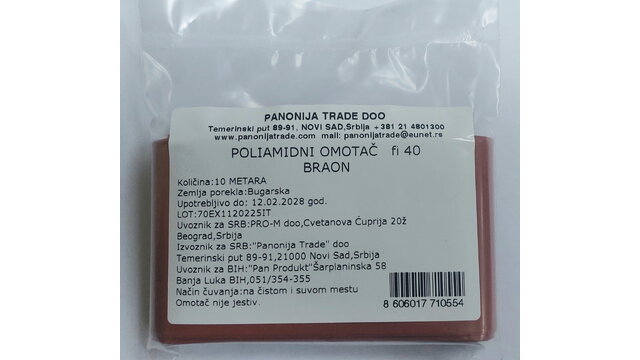 PANONIJA TRADE DOO
Temerinski put 89-91, NOVI SAD,Srbija +381 21 4801300
www.panonijatrade.com mail: panonijatrade@eunet.rs
POLIAMIDNI OMOTAČ fi 40
BRAON
Količina:10 METARA
Zemlja porekla:Bugarska
Upotrebljivo do: 12.02.2028 god.
LOT:70EX1120225IT
Uvoznik za SRB:PRO-M doo,Cvetanova Ćuprija 20ž
Beograd,Srbija
Izvoznik za SRB:"Panonija Trade" doo
Temerinski put 89-91,21000 Novi Sad,Srbija
Uvoznik za BIH:"Pan Produkt"Šarplaninska 58
Banja Luka BIH,051/354-355
Način čuvanja:na čistom i suvom mestu
Omotač nije jestiv.
8 606017 710554